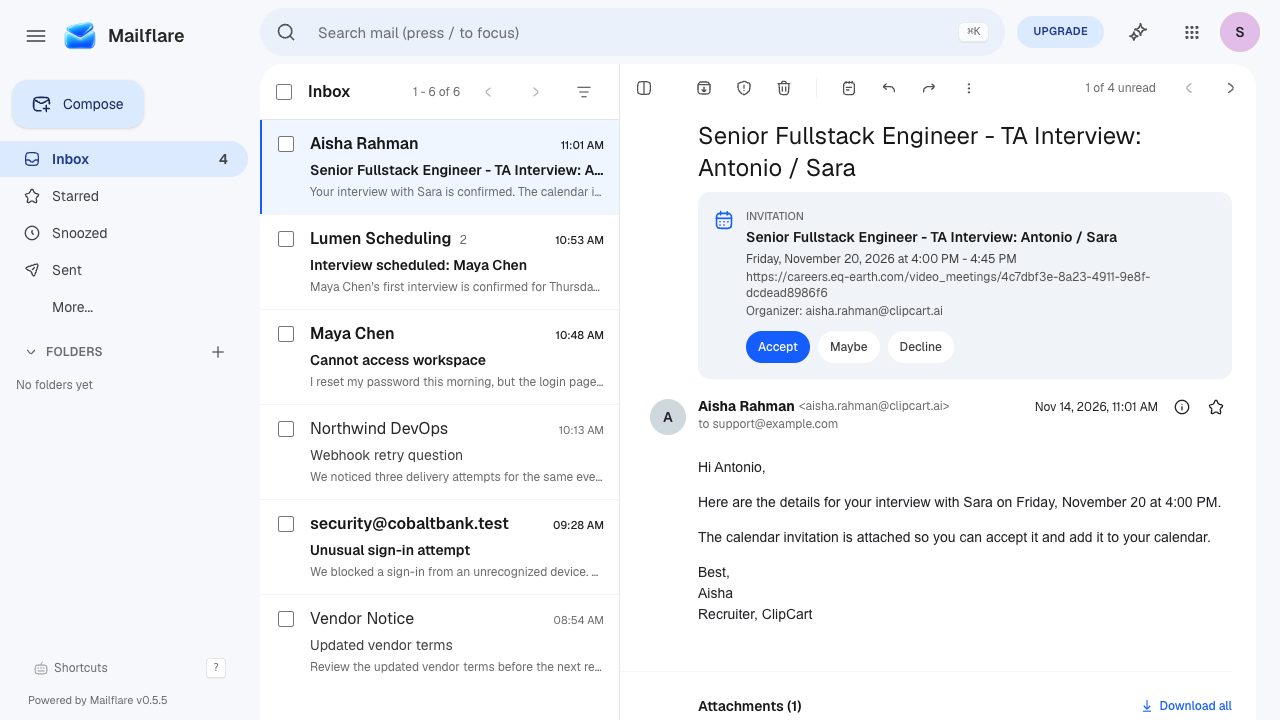 Mailflare
Search mail (press / to focus)
⌘K
UPGRADE
S
Compose
Inbox
4
Starred
Snoozed
Sent
More...
FOLDERS
No folders yet
Shortcuts
?
Powered by Mailflare v0.5.5
Inbox
1 - 6 of 6
Aisha Rahman
11:01 AM
Senior Fullstack Engineer - TA Interview: A...
Your interview with Sara is confirmed. The calendar i...
Lumen Scheduling 2
10:53 AM
Interview scheduled: Maya Chen
Maya Chen's first interview is confirmed for Thursda...
Maya Chen
10:48 AM
Cannot access workspace
I reset my password this morning, but the login page...
Northwind DevOps
10:13 AM
Webhook retry question
We noticed three delivery attempts for the same eve...
security@cobaltbank.test
09:28 AM
Unusual sign-in attempt
We blocked a sign-in from an unrecognized device. ...
Vendor Notice
08:54 AM
Updated vendor terms
Review the updated vendor terms before the next re...
1 of 4 unread
Senior Fullstack Engineer - TA Interview:
Antonio / Sara
INVITATION
Senior Fullstack Engineer - TA Interview: Antonio / Sara
Friday, November 20, 2026 at 4:00 PM - 4:45 PM
https://careers.eq-earth.com/video_meetings/4c7dbf3e-8a23-4911-9e8f-
dcdead8986f6
Organizer: aisha.rahman@clipcart.ai
Accept
Maybe
Decline
A
Aisha Rahman <aisha.rahman@clipcart.ai>
Nov 14, 2026, 11:01 AM
to support@example.com
Hi Antonio,
Here are the details for your interview with Sara on Friday, November 20 at 4:00 PM.
The calendar invitation is attached so you can accept it and add it to your calendar.
Best,
Aisha
Recruiter, ClipCart
Attachments (1)
Download all